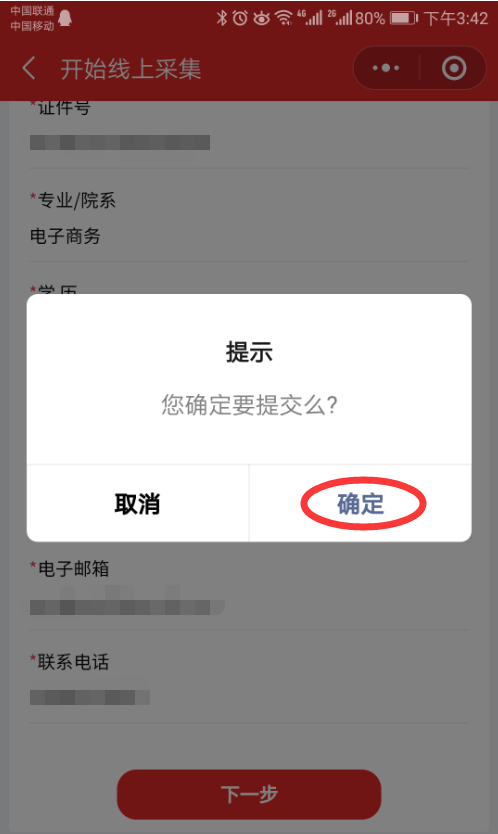 中国联通
中国移动
4G 2G 80% 下午3:42
开始线上采集
*证件号
*专业/院系
电子商务
*学 历
提示
您确定要提交么?
取消 确定
*电子邮箱
*联系电话
下一步